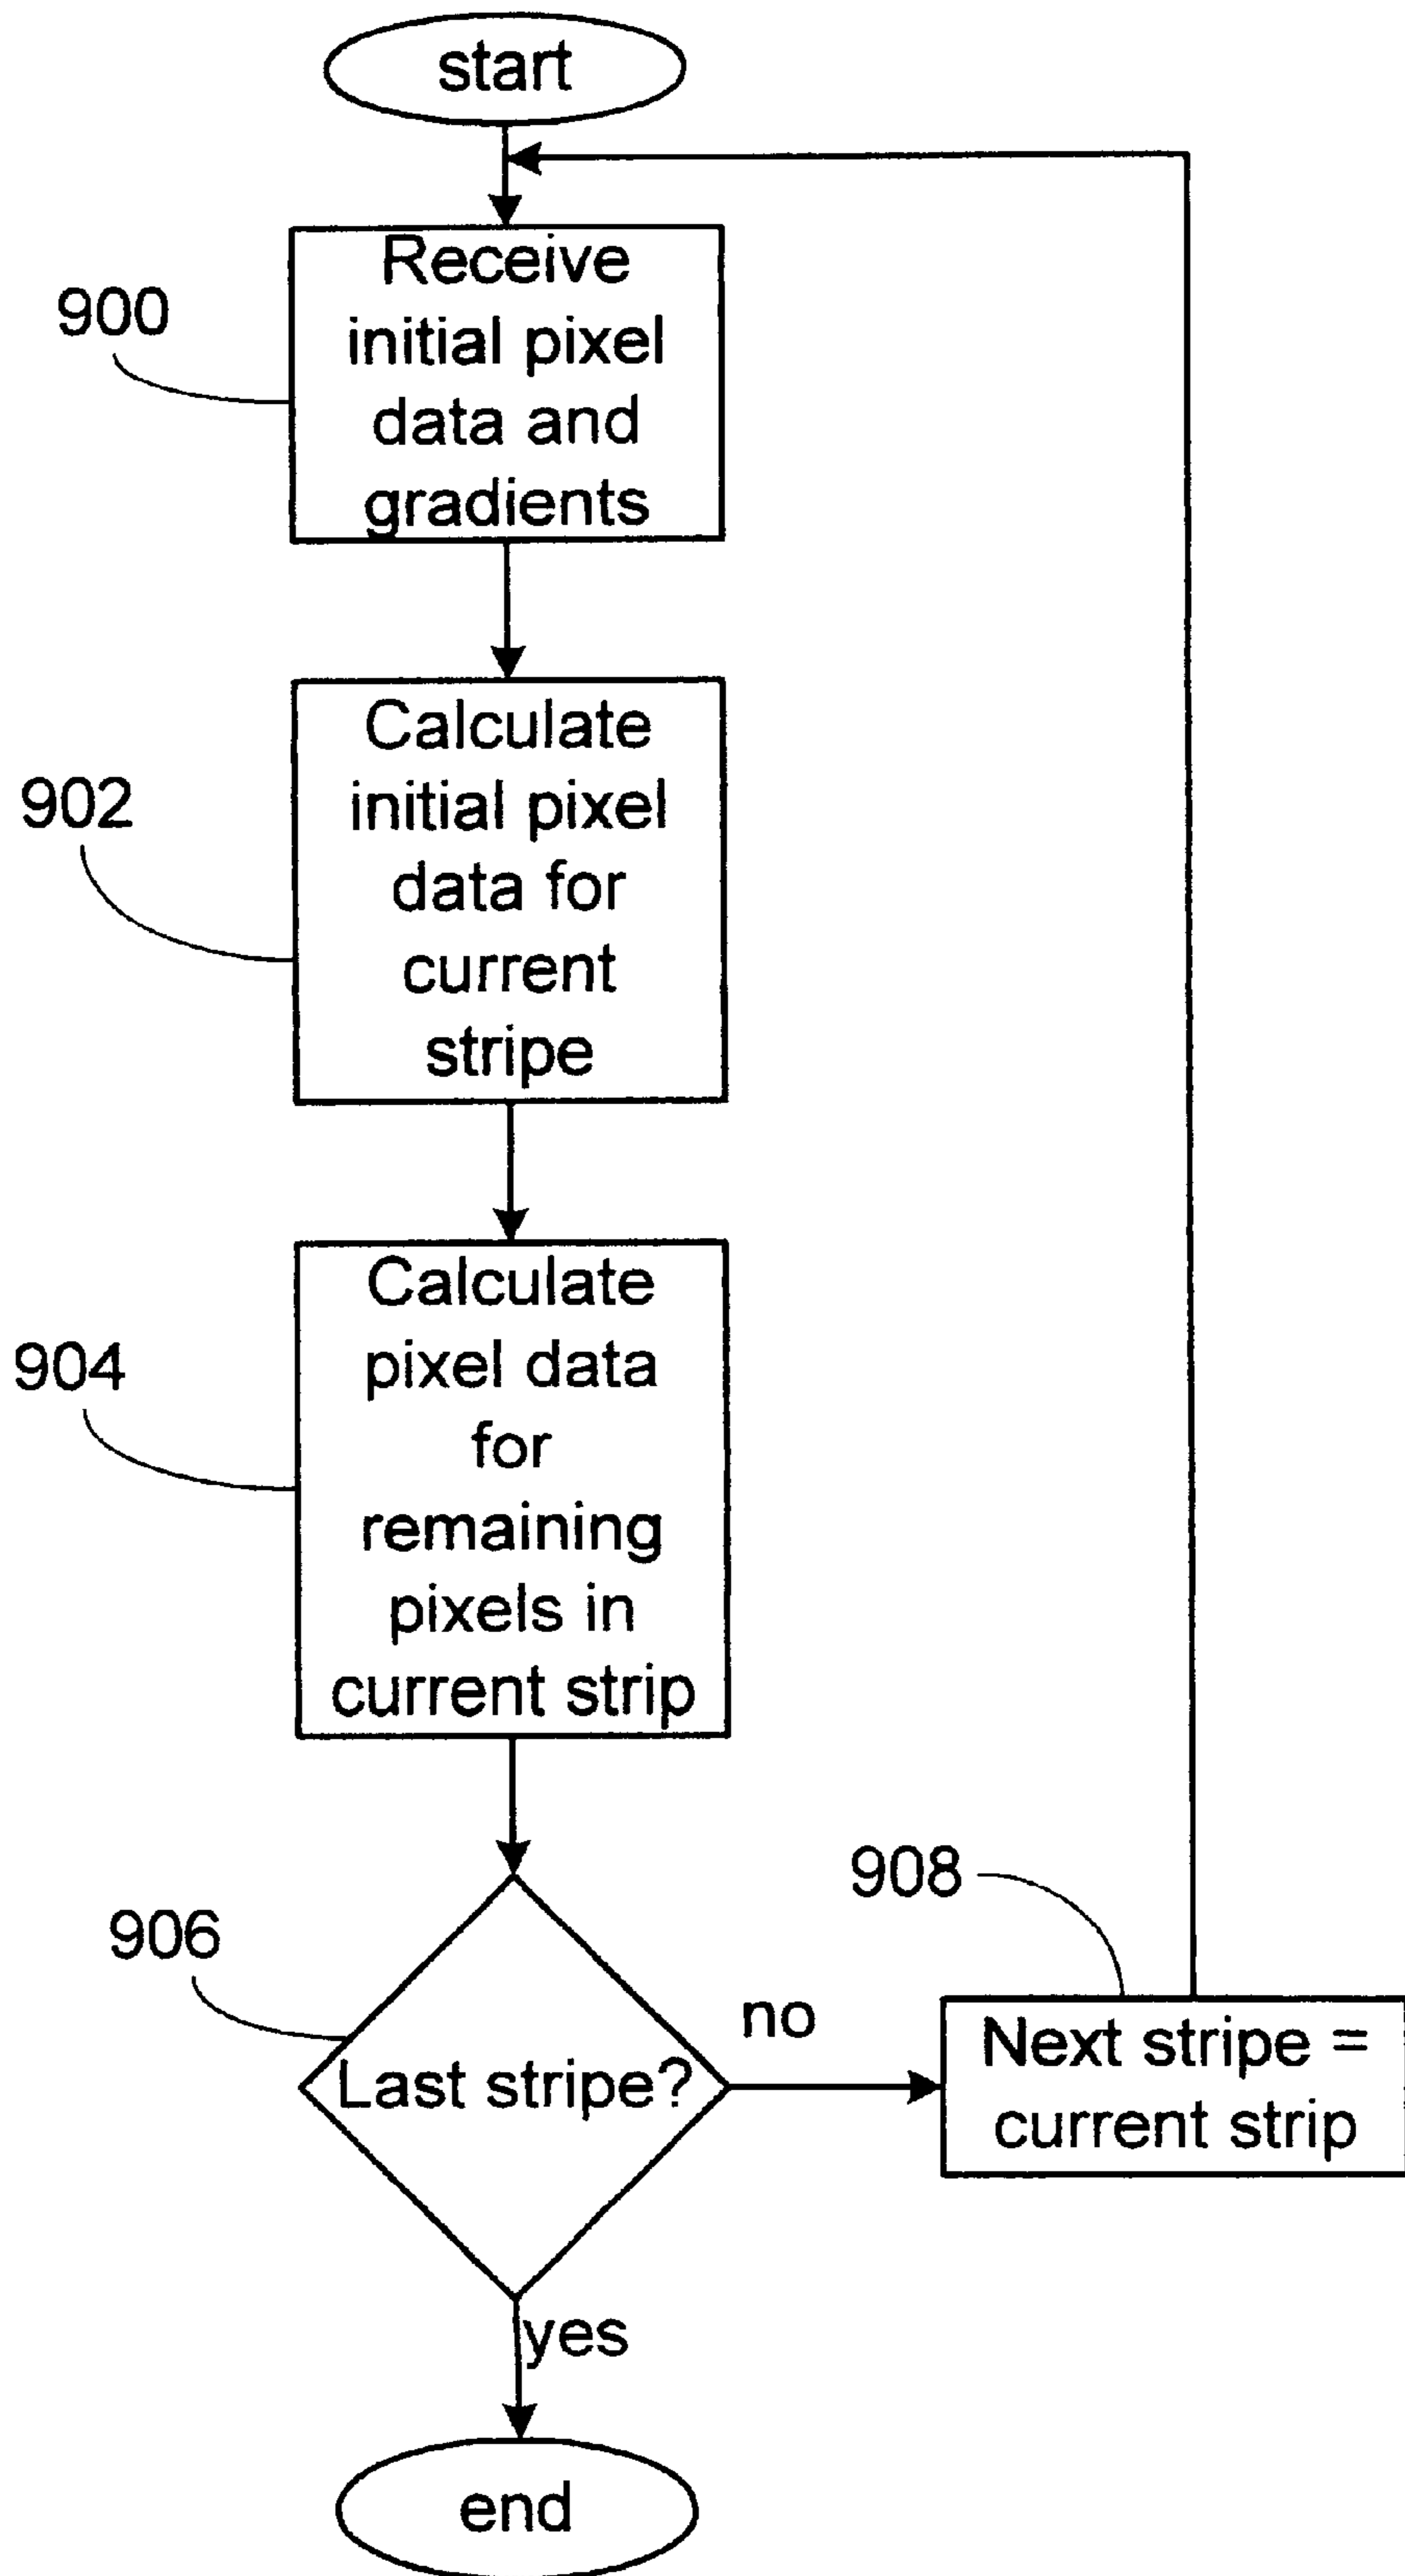 start
900
Receive
initial pixel
data and
gradients
902
Calculate
initial pixel
data for
current
stripe
904
Calculate
pixel data
for
remaining
pixels in
current strip
906
Last stripe?
no
908
Next stripe =
current strip
yes
end